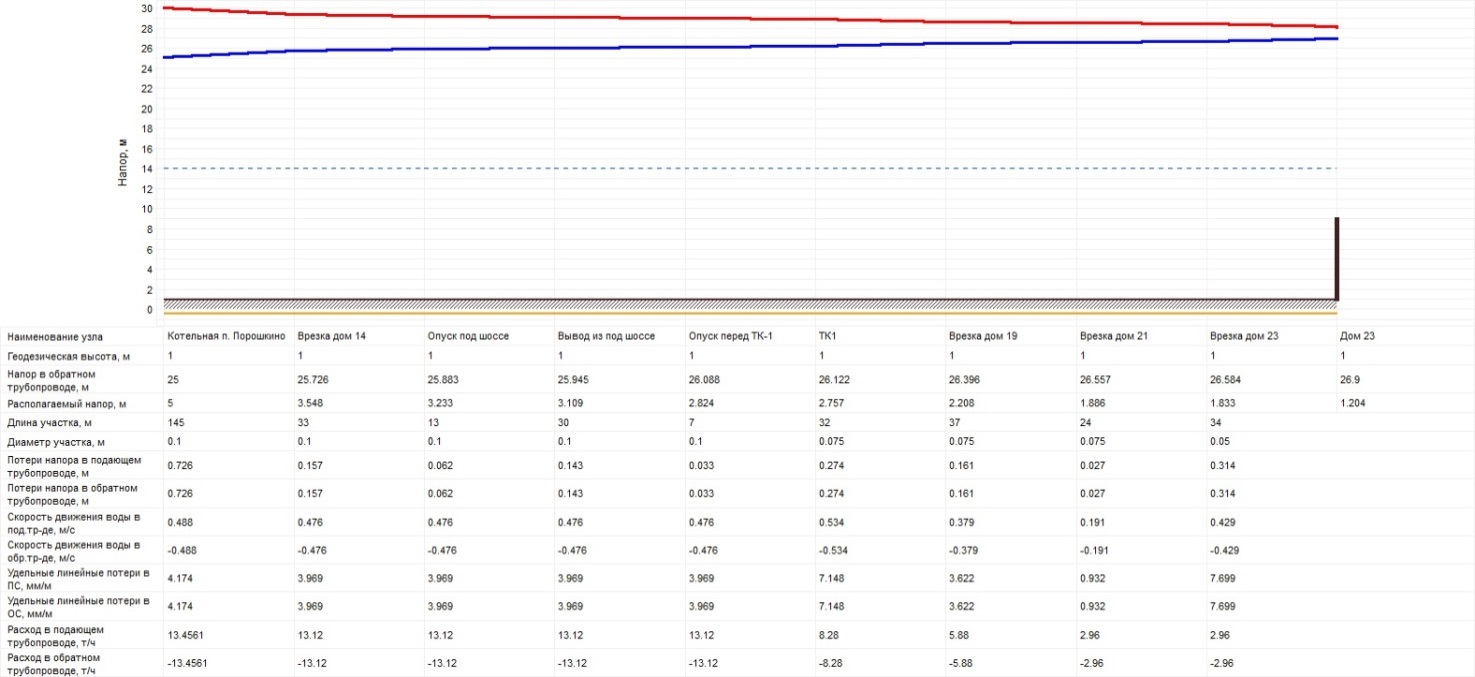 30
28
26
24
22
20
18
16
14
12
10
8
6
4
2
0
Напор, м
Наименование узла Котельная п. Порошкино Врезка дом 14 Опуск под шоссе Вывод из под шоссе Опуск перед ТК-1 ТК1 Врезка дом 19 Врезка дом 21 Врезка дом 23 Дом 23
Геодезическая высота, м 1 1 1 1 1 1 1 1 1 1
Напор в обратном
трубопроводе, м 25 25.726 25.883 25.945 26.088 26.122 26.396 26.557 26.584 26.9
Располагаемый напор, м 5 3.548 3.233 3.109 2.824 2.757 2.208 1.886 1.833 1.204
Длина участка, м 145 33 13 30 7 32 37 24 34
Диаметр участка, м 0.1 0.1 0.1 0.1 0.1 0.075 0.075 0.075 0.05
Потери напора в подающем
трубопроводе, м 0.726 0.157 0.062 0.143 0.033 0.274 0.161 0.027 0.314
Потери напора в обратном
трубопроводе, м 0.726 0.157 0.062 0.143 0.033 0.274 0.161 0.027 0.314
Скорость движения воды в
под.тр-де, м/с 0.488 0.476 0.476 0.476 0.476 0.534 0.379 0.191 0.429
Скорость движения воды в
обр.тр-де, м/с -0.488 -0.476 -0.476 -0.476 -0.476 -0.534 -0.379 -0.191 -0.429
Удельные линейные потери в
ПС, мм/м 4.174 3.969 3.969 3.969 3.969 7.148 3.622 0.932 7.699
Удельные линейные потери в
ОС, мм/м 4.174 3.969 3.969 3.969 3.969 7.148 3.622 0.932 7.699
Расход в подающем
трубопроводе, т/ч 13.4561 13.12 13.12 13.12 13.12 8.28 5.88 2.96 2.96
Расход в обратном
трубопроводе, т/ч -13.4561 -13.12 -13.12 -13.12 -13.12 -8.28 -5.88 -2.96 -2.96